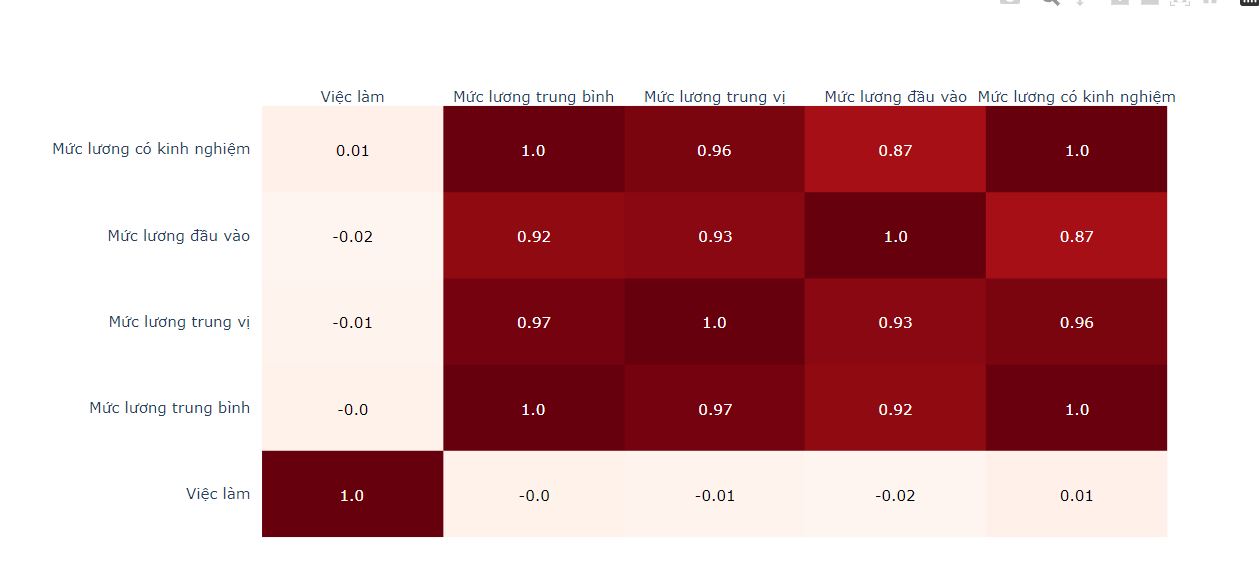 Việc làm Mức lương trung bình Mức lương trung vị Mức lương đầu vào Mức lương có kinh nghiệm
Mức lương có kinh nghiệm 0.01 1.0 0.96 0.87 1.0
Mức lương đầu vào -0.02 0.92 0.93 1.0 0.87
Mức lương trung vị -0.01 0.97 1.0 0.93 0.96
Mức lương trung bình -0.0 1.0 0.97 0.92 1.0
Việc làm 1.0 -0.0 -0.01 -0.02 0.01